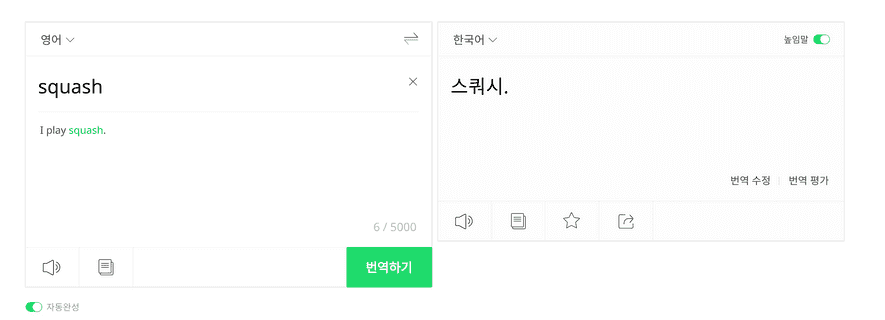 영어
squash
I play squash.
6 / 5000
번역하기
자동완성
한국어
높임말
스쿼시.
번역 수정 번역 평가